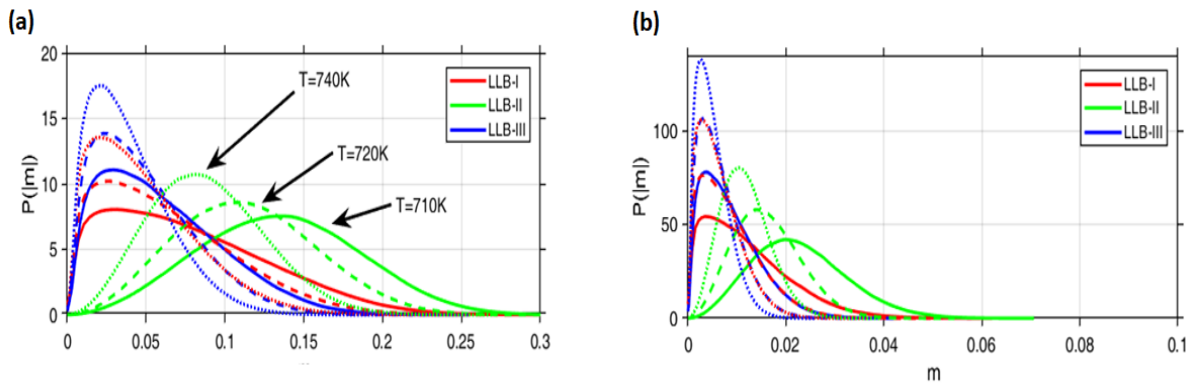 (a)
P(|m|)
20
15
10
5
0
0 0.05 0.1 0.15 0.2 0.25 0.3
T=740K
T=720K
T=710K
LLB-I
LLB-II
LLB-III
(b)
P(|m|)
100
50
0
0 0.02 0.04 0.06 0.08 0.1
m
LLB-I
LLB-II
LLB-III